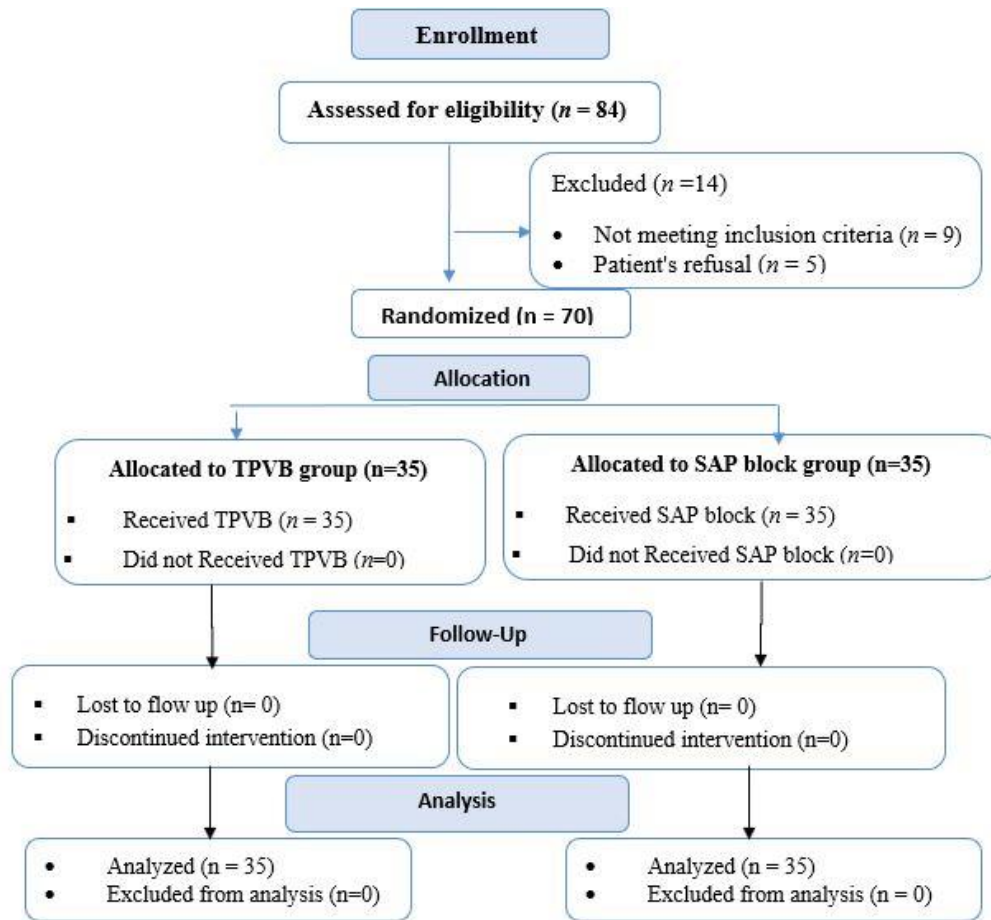 Enrollment
Assessed for eligibility (n = 84)
Excluded (n =14)
• Not meeting inclusion criteria (n = 9)
• Patient's refusal (n = 5)
Randomized (n = 70)
Allocation
Allocated to TPVB group (n=35)
▪ Received TPVB (n = 35)
▪ Did not Received TPVB (n=0)
Allocated to SAP block group (n=35)
▪ Received SAP block (n = 35)
▪ Did not Received SAP block (n=0)
Follow-Up
▪ Lost to flow up (n= 0)
▪ Discontinued intervention (n=0)
▪ Lost to flow up (n= 0)
▪ Discontinued intervention (n=0)
Analysis
• Analyzed (n = 35)
• Excluded from analysis (n=0)
• Analyzed (n = 35)
• Excluded from analysis (n = 0)